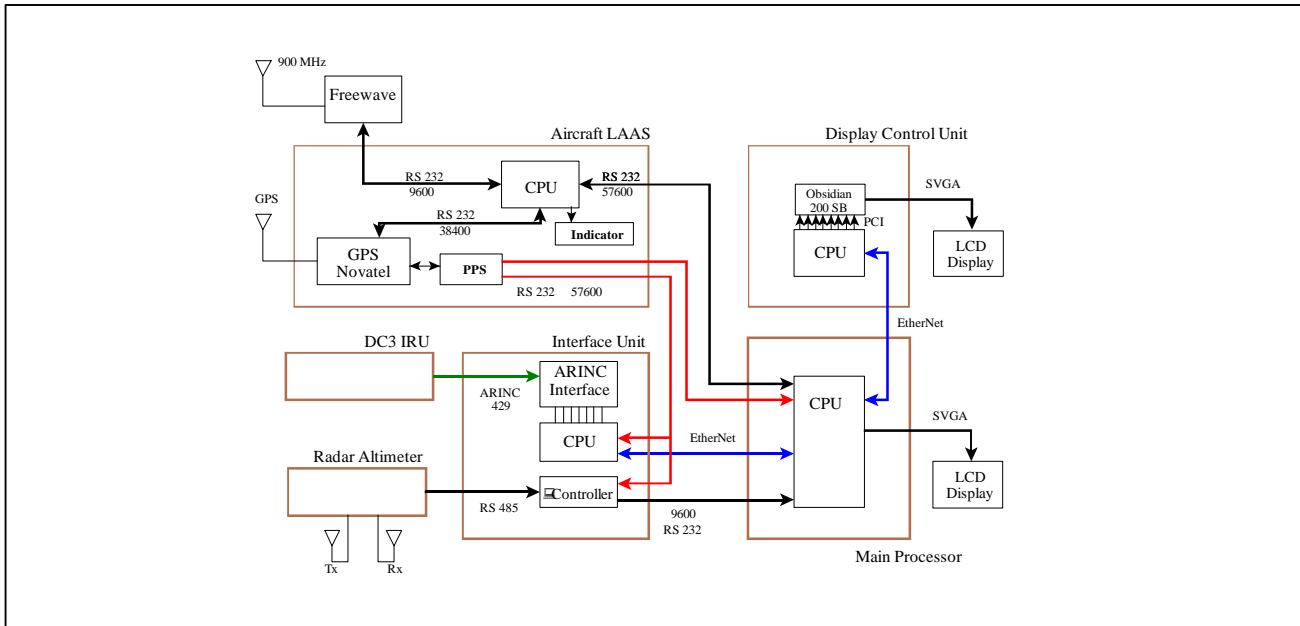 900 MHz
Freewave
Aircraft LAAS
Display Control Unit
RS 232
9600
CPU
RS 232
57600
GPS
RS 232
38400
Indicator
GPS
Novatel
PPS
RS 232 57600
Obsidian
200 SB
PCI
CPU
SVGA
LCD
Display
EtherNet
DC3 IRU
Interface Unit
ARINC
429
ARINC
Interface
CPU
EtherNet
CPU
SVGA
LCD
Display
Radar Altimeter
RS 485
Controller
9600
RS 232
Main Processor
Tx
Rx